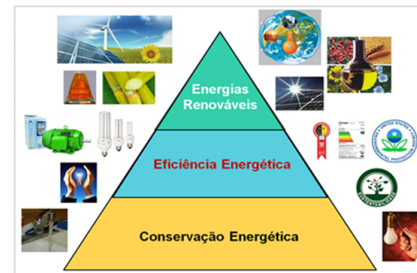 Energias
Renováveis
Eficiência Energética
Conservação Energética